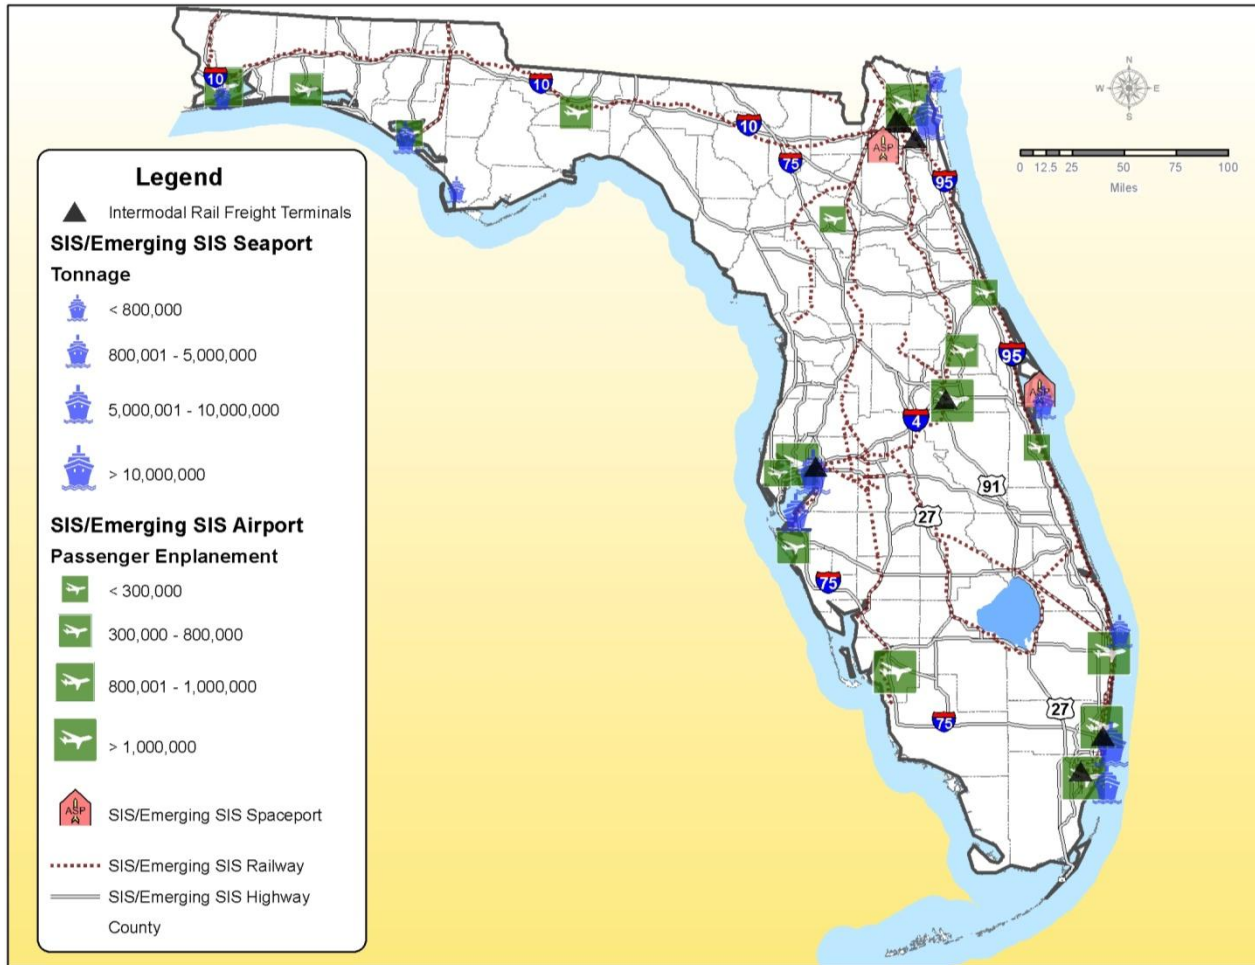 10
10
10
75
ASP
95
N
W
E
S
0 12.5 25 50 75 100
Miles
Legend
Intermodal Rail Freight Terminals
SIS/Emerging SIS Seaport
Tonnage
< 800,000
800,001 - 5,000,000
5,000,001 - 10,000,000
> 10,000,000
SIS/Emerging SIS Airport
Passenger Enplanement
< 300,000
300,000 - 800,000
800,001 - 1,000,000
> 1,000,000
ASP
SIS/Emerging SIS Spaceport
SIS/Emerging SIS Railway
SIS/Emerging SIS Highway
County
95
ASP
4
91
27
75
27
75